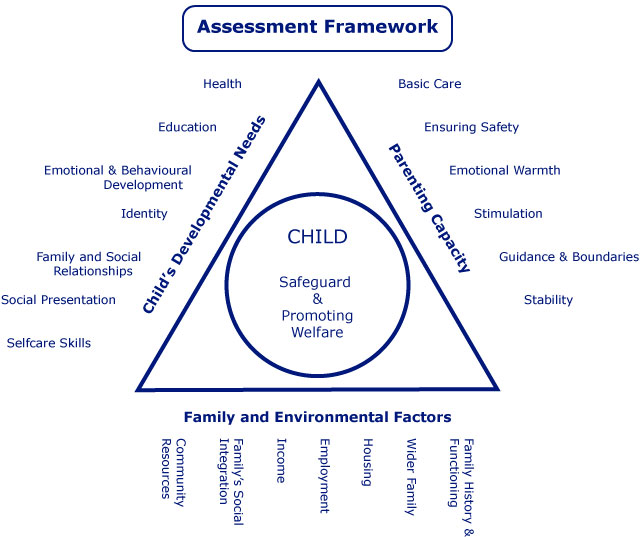 Assessment Framework
Health
Education
Emotional & Behavioural
Development
Identity
Family and Social
Relationships
Social Presentation
Selfcare Skills
Child's Developmental Needs
CHILD
Safeguard
&
Promoting
Welfare
Parenting Capacity
Basic Care
Ensuring Safety
Emotional Warmth
Stimulation
Guidance & Boundaries
Stability
Family and Environmental Factors
Community
Resources
Family's Social
Integration
Income
Employment
Housing
Wider Family
Family History &
Functioning